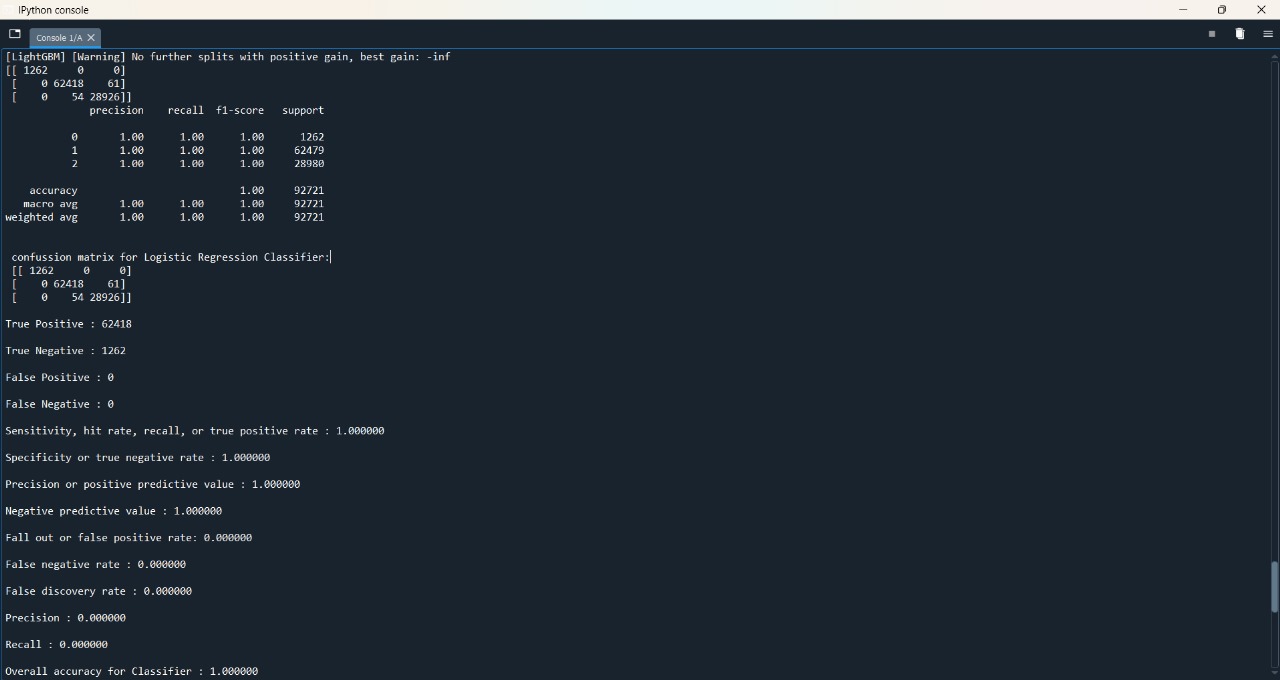 IPython console
Console 1/A
[LightGBM] [Warning] No further splits with positive gain, best gain: -inf
[[ 1262     0     0]
 [    0 62418    61]
 [    0    54 28926]]
              precision    recall  f1-score   support

           0       1.00      1.00      1.00      1262
           1       1.00      1.00      1.00     62479
           2       1.00      1.00      1.00     28980

    accuracy                           1.00     92721
   macro avg       1.00      1.00      1.00     92721
weighted avg       1.00      1.00      1.00     92721

 confussion matrix for Logistic Regression Classifier:
 [[ 1262     0     0]
 [    0 62418    61]
 [    0    54 28926]]
True Positive : 62418
True Negative : 1262
False Positive : 0
False Negative : 0
Sensitivity, hit rate, recall, or true positive rate : 1.000000
Specificity or true negative rate : 1.000000
Precision or positive predictive value : 1.000000
Negative predictive value : 1.000000
Fall out or false positive rate: 0.000000
False negative rate : 0.000000
False discovery rate : 0.000000
Precision : 0.000000
Recall : 0.000000
Overall accuracy for Classifier : 1.000000